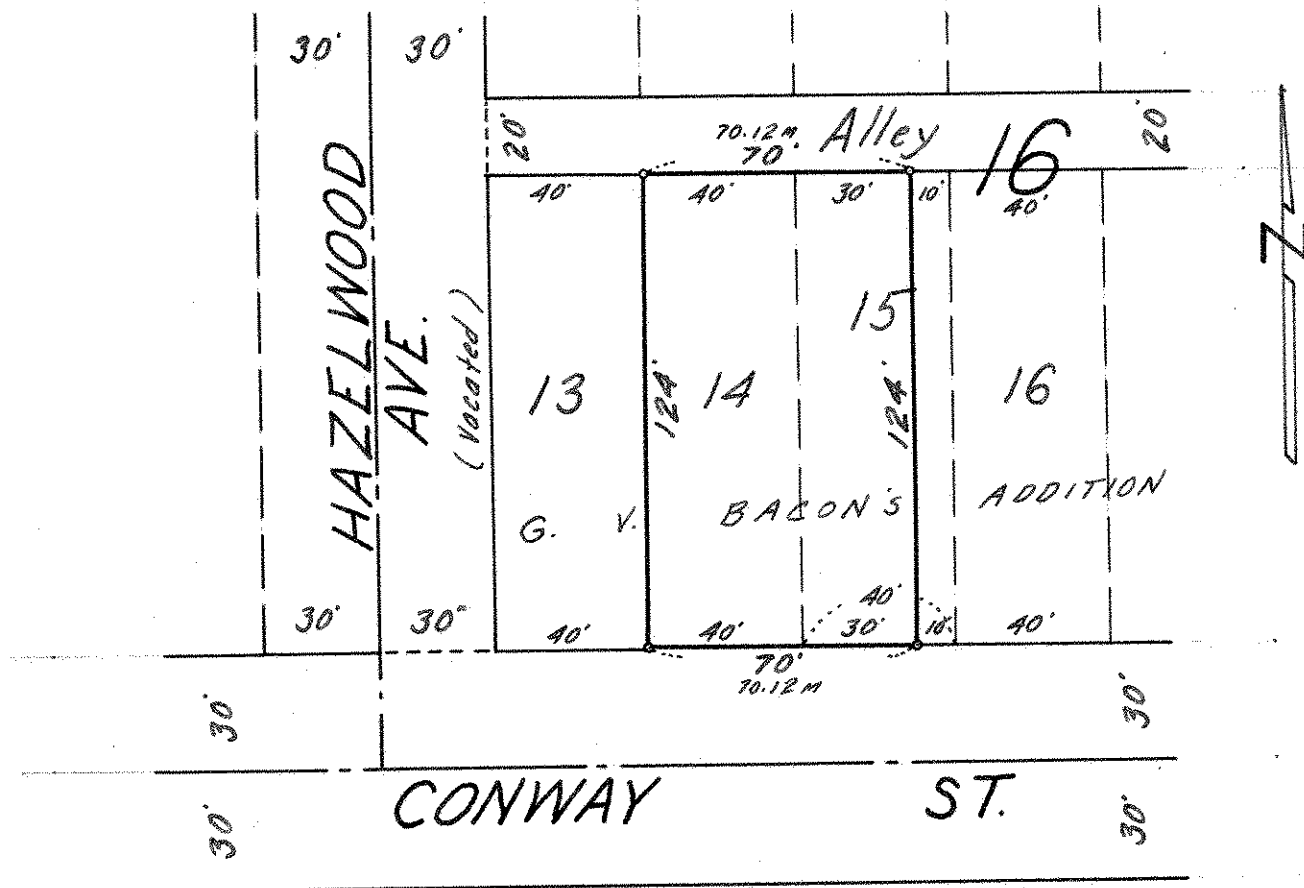 30' 30'
20' 70.12 m. Alley 16 20'
70'
40' 40' 30' 10' 40'
N
HAZELWOOD
AVE.
(Vacated)
15
13 124' 14 124' 16
G. V. BACON'S ADDITION
40'
30' 30' 40' 40' 30' 10' 40'
70'
70.12 m
30' 30'
CONWAY ST.
30' 30'